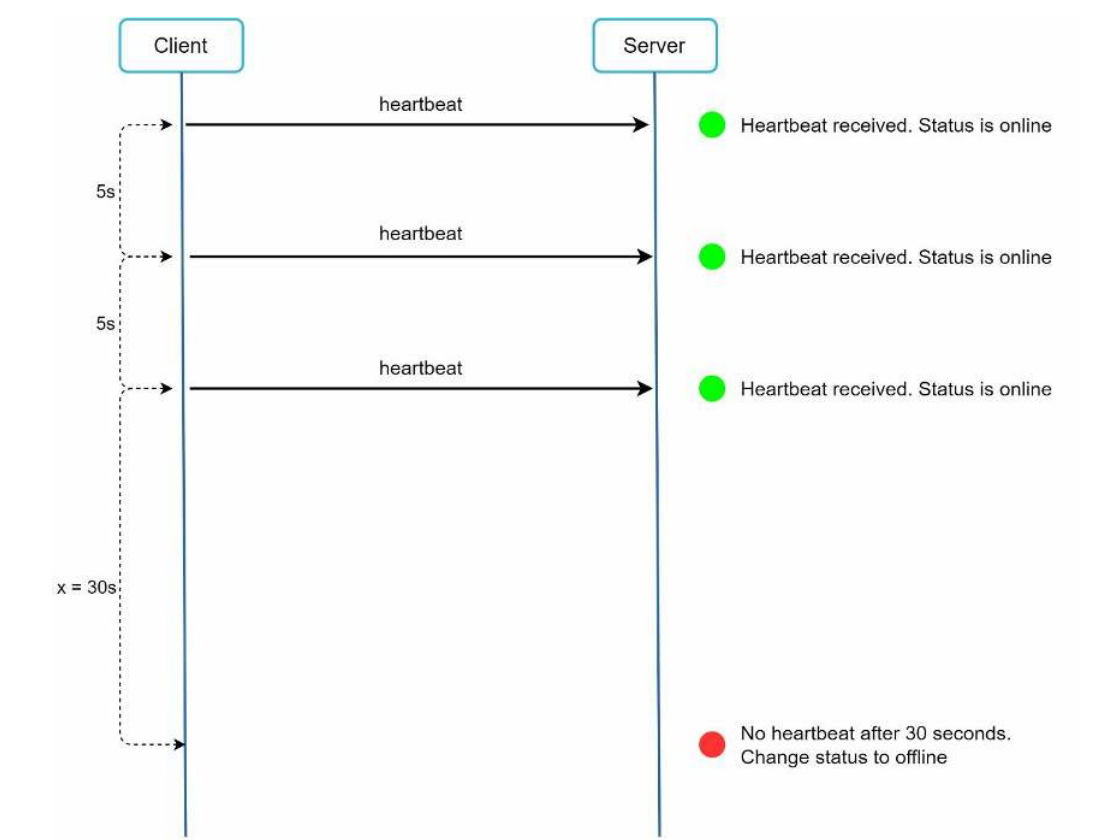 Client
Server
heartbeat
Heartbeat received. Status is online
5s
heartbeat
Heartbeat received. Status is online
5s
heartbeat
Heartbeat received. Status is online
x = 30s
No heartbeat after 30 seconds.
Change status to offline